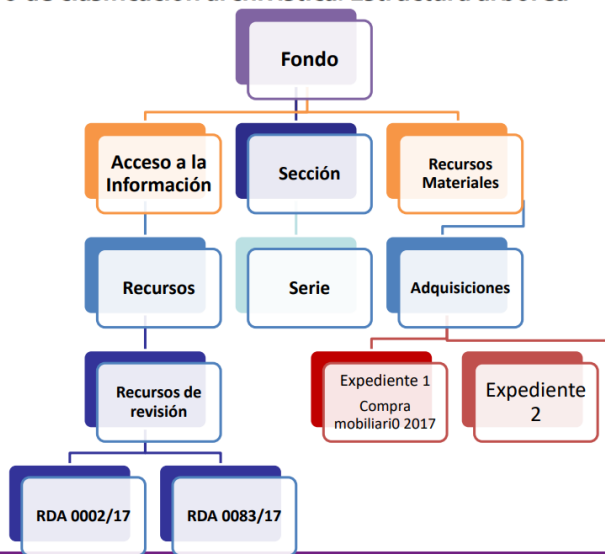 Fondo
Acceso a la
Información
Sección
Recursos
Materiales
Recursos
Serie
Adquisiciones
Recursos de
revisión
Expediente 1
Compra
mobiliari0 2017
Expediente
2
RDA 0002/17
RDA 0083/17